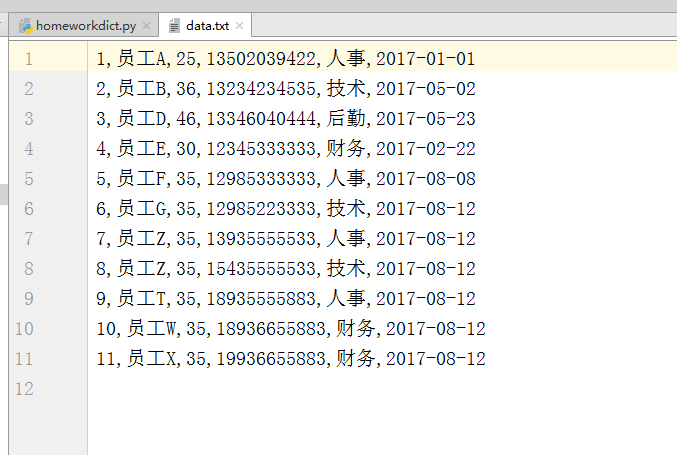 homeworkdict.py data.txt
1 1,员工A,25,13502039422,人事,2017-01-01
2 2,员工B,36,13234234535,技术,2017-05-02
3 3,员工D,46,13346040444,后勤,2017-05-23
4 4,员工E,30,12345333333,财务,2017-02-22
5 5,员工F,35,12985333333,人事,2017-08-08
6 6,员工G,35,12985223333,技术,2017-08-12
7 7,员工Z,35,13935555533,人事,2017-08-12
8 8,员工Z,35,15435555533,技术,2017-08-12
9 9,员工T,35,18935555883,人事,2017-08-12
10 10,员工W,35,18936655883,财务,2017-08-12
11 11,员工X,35,19936655883,财务,2017-08-12
12